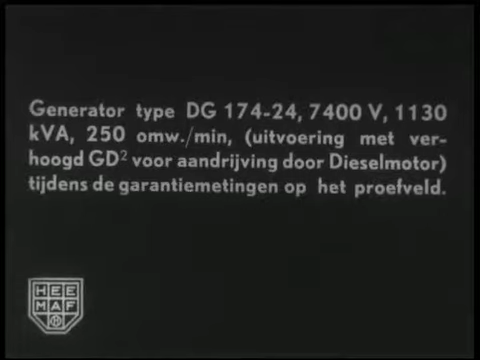 Generator type DG 174-24, 7400 V, 1130
kVA, 250 omw./min, (uitvoering met ver-
hoogd GD² voor aandrijving door Dieselmotor)
tijdens de garantiemetingen op het proefveld.
HEE
MAF
H